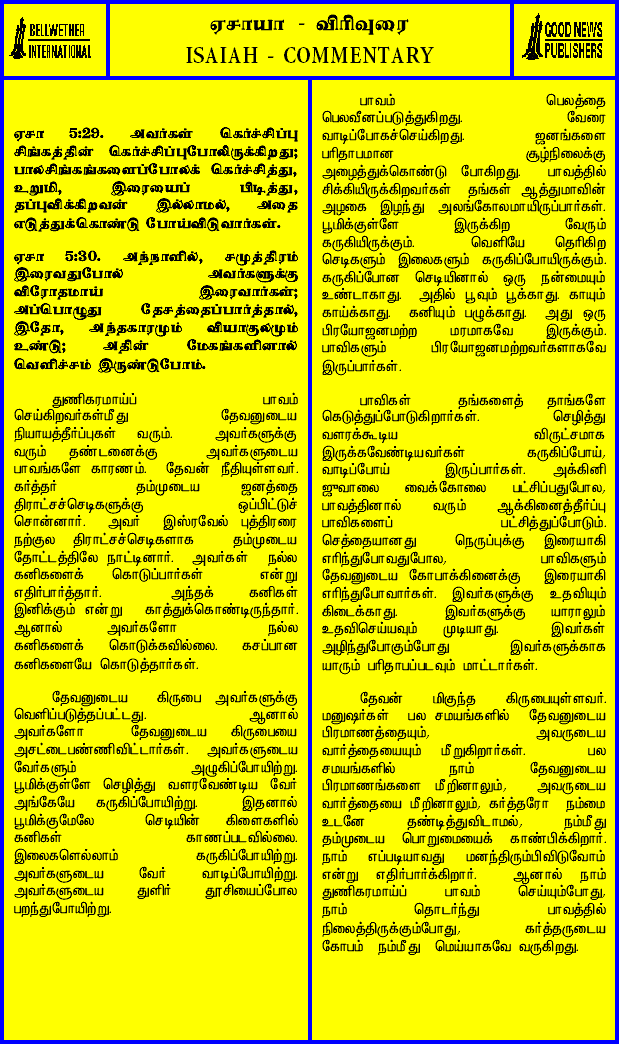 BELLWETHER
INTERNATIONAL
ஏசாயா - விரிவுரை
ISAIAH - COMMENTARY
GOOD NEWS
PUBLISHERS
ஏசா 5:29. அவர்கள் கெர்ச்சிப்பு
சிங்கத்தின் கெர்ச்சிப்புபோலிருக்கிறது;
பாலசிங்கங்களைப்போலக் கெர்ச்சித்து,
உறுமி, இரையைப் பிடித்து,
தப்புவிக்கிறவன் இல்லாமல், அதை
எடுத்துக்கொண்டு போய்விடுவார்கள்.
ஏசா 5:30. அந்நாளில், சமுத்திரம்
இரைவதுபோல் அவர்களுக்கு
விரோதமாய் இரைவார்கள்;
அப்பொழுது தேசத்தைப்பார்த்தால்,
இதோ, அந்தகாரமும் வியாகுலமும்
உண்டு; அதின் மேகங்களினால்
வெளிச்சம் இருண்டுபோம்.
துணிகரமாய்ப் பாவம்
செய்கிறவர்கள்மீது தேவனுடைய
நியாயத்தீர்ப்புகள் வரும். அவர்களுக்கு
வரும் தண்டனைக்கு அவர்களுடைய
பாவங்களே காரணம். தேவன் நீதியுள்ளவர்.
கர்த்தர் தம்முடைய ஜனத்தை
திராட்சச்செடிகளுக்கு ஒப்பிட்டுச்
சொன்னார். அவர் இஸ்ரவேல் புத்திரரை
நற்குல திராட்சச்செடிகளாக தம்முடைய
தோட்டத்திலே நாட்டினார். அவர்கள் நல்ல
கனிகளைக் கொடுப்பார்கள் என்று
எதிர்பார்த்தார். அந்தக் கனிகள்
இனிக்கும் என்று காத்துக்கொண்டிருந்தார்.
ஆனால் அவர்களோ நல்ல
கனிகளைக் கொடுக்கவில்லை. கசப்பான
கனிகளையே கொடுத்தார்கள்.
தேவனுடைய கிருபை அவர்களுக்கு
வெளிப்படுத்தப்பட்டது. ஆனால்
அவர்களோ தேவனுடைய கிருபையை
அசட்டைபண்ணிவிட்டார்கள். அவர்களுடைய
வேர்களும் அழுகிப்போயிற்று.
பூமிக்குள்ளே செழித்து வளரவேண்டிய வேர்
அங்கேயே கருகிப்போயிற்று. இதனால்
பூமிக்குமேலே செடியின் கிளைகளில்
கனிகள் காணப்படவில்லை.
இலைகளெல்லாம் கருகிப்போயிற்று.
அவர்களுடைய வேர் வாடிப்போயிற்று.
அவர்களுடைய துளிர் தூசியைப்போல
பறந்துபோயிற்று.
பாவம் பெலத்தை
பெலவீனப்படுத்துகிறது. வேரை
வாடிப்போகச்செய்கிறது. ஜனங்களை
பரிதாபமான சூழ்நிலைக்கு
அழைத்துக்கொண்டு போகிறது. பாவத்தில்
சிக்கியிருக்கிறவர்கள் தங்கள் ஆத்துமாவின்
அழகை இழந்து அலங்கோலமாயிருப்பார்கள்.
பூமிக்குள்ளே இருக்கிற வேரும்
கருகியிருக்கும். வெளியே தெரிகிற
செடிகளும் இலைகளும் கருகிப்போயிருக்கும்.
கருகிப்போன செடியினால் ஒரு நன்மையும்
உண்டாகாது. அதில் பூவும் பூக்காது. காயும்
காய்க்காது. கனியும் பழுக்காது. அது ஒரு
பிரயோஜனமற்ற மரமாகவே இருக்கும்.
பாவிகளும் பிரயோஜனமற்றவர்களாகவே
இருப்பார்கள்.
பாவிகள் தங்களைத் தாங்களே
கெடுத்துப்போடுகிறார்கள். செழித்து
வளரக்கூடிய விருட்சமாக
இருக்கவேண்டியவர்கள் கருகிப்போய்,
வாடிப்போய் இருப்பார்கள். அக்கினி
ஜுவாலை வைக்கோலை பட்சிப்பதுபோல,
பாவத்தினால் வரும் ஆக்கினைத்தீர்ப்பு
பாவிகளைப் பட்சித்துப்போடும்.
செத்தையானது நெருப்புக்கு இரையாகி
எரிந்துபோவதுபோல, பாவிகளும்
தேவனுடைய கோபாக்கினைக்கு இரையாகி
எரிந்துபோவார்கள். இவர்களுக்கு உதவியும்
கிடைக்காது. இவர்களுக்கு யாராலும்
உதவிசெய்யவும் முடியாது. இவர்கள்
அழிந்துபோகும்போது இவர்களுக்காக
யாரும் பரிதாபப்படவும் மாட்டார்கள்.
தேவன் மிகுந்த கிருபையுள்ளவர்.
மனுஷர்கள் பல சமயங்களில் தேவனுடைய
பிரமாணத்தையும், அவருடைய
வார்த்தையையும் மீறுகிறார்கள். பல
சமயங்களில் நாம் தேவனுடைய
பிரமாணங்களை மீறினாலும், அவருடைய
வார்த்தையை மீறினாலும், கர்த்தரோ நம்மை
உடனே தண்டித்துவிடாமல், நம்மீது
தம்முடைய பொறுமையைக் காண்பிக்கிறார்.
நாம் எப்படியாவது மனந்திரும்பிவிடுவோம்
என்று எதிர்பார்க்கிறார். ஆனால் நாம்
துணிகரமாய்ப் பாவம் செய்யும்போது,
நாம் தொடர்ந்து பாவத்தில்
நிலைத்திருக்கும்போது, கர்த்தருடைய
கோபம் நம்மீது மெய்யாகவே வருகிறது.